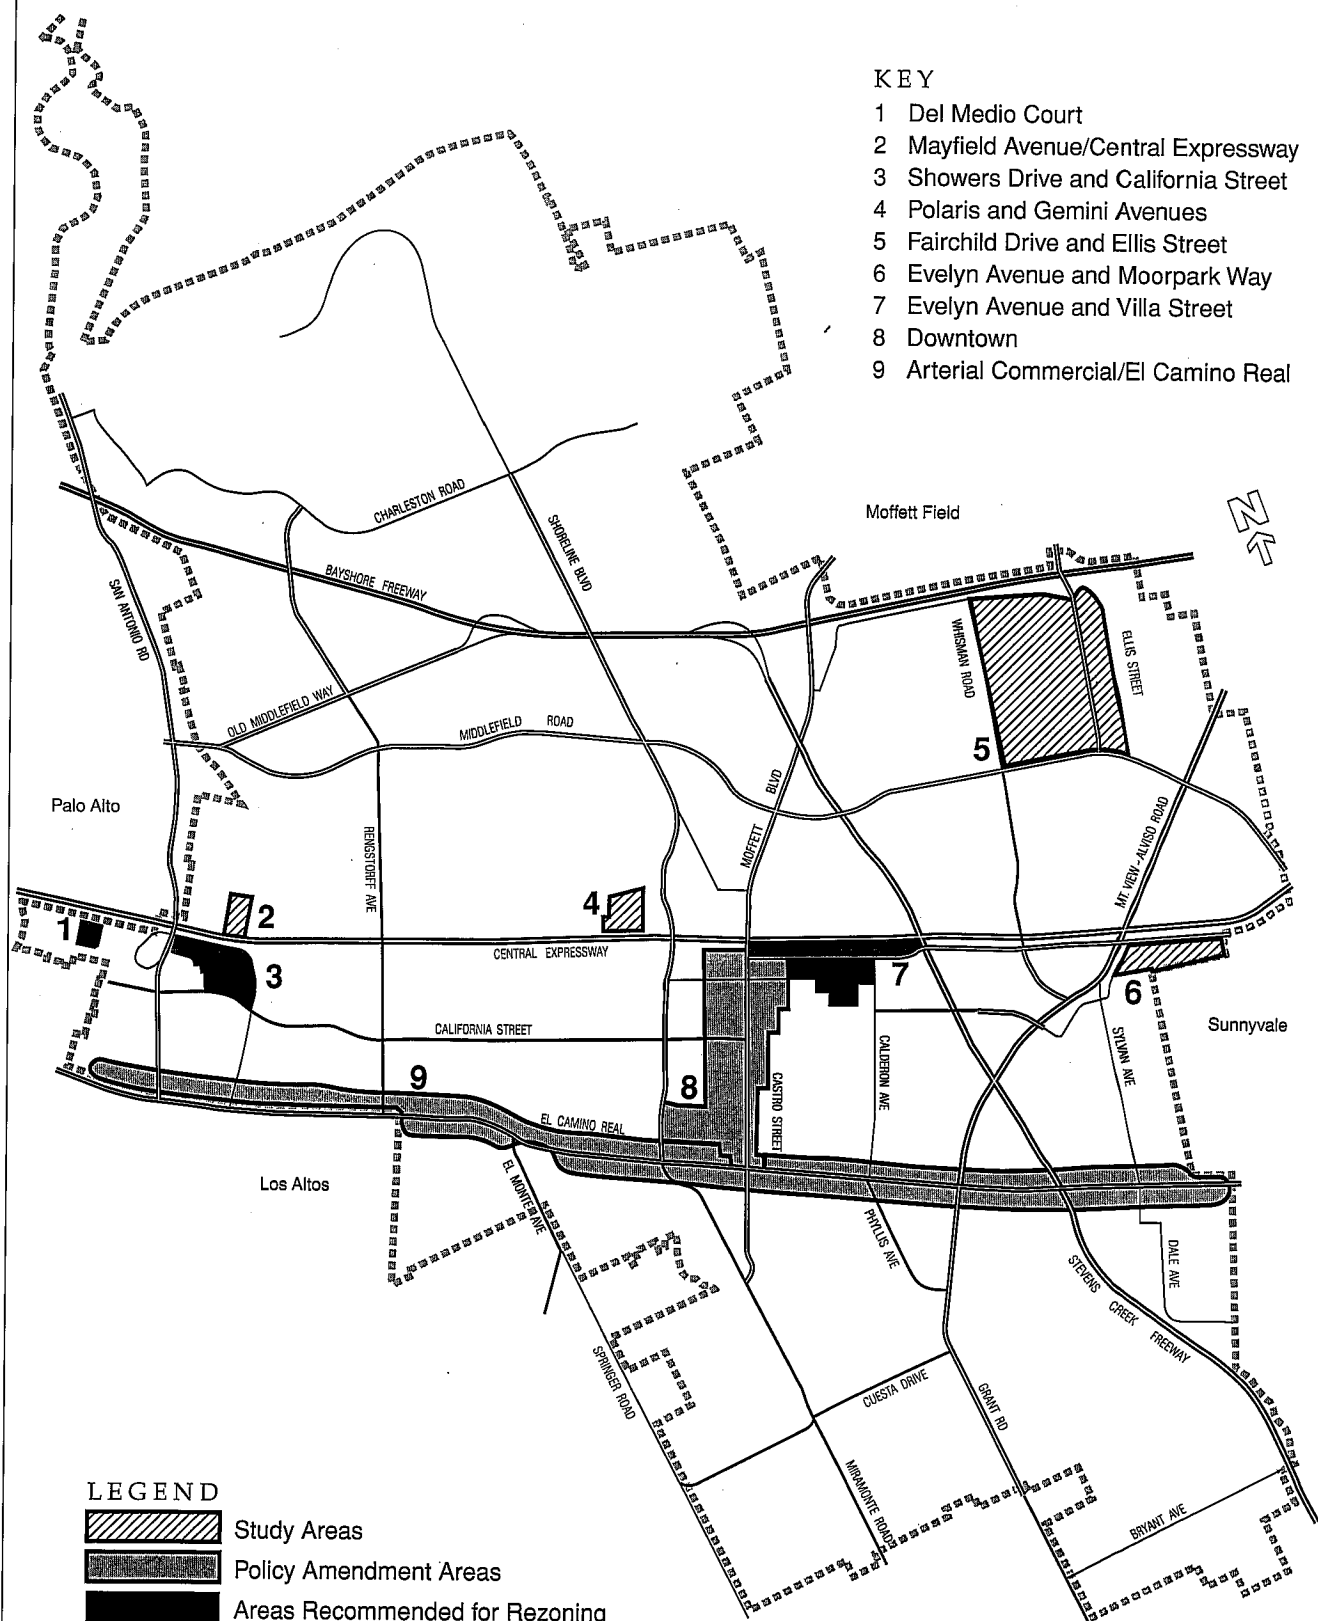 KEY
1 Del Medio Court
2 Mayfield Avenue/Central Expressway
3 Showers Drive and California Street
4 Polaris and Gemini Avenues
5 Fairchild Drive and Ellis Street
6 Evelyn Avenue and Moorpark Way
7 Evelyn Avenue and Villa Street
8 Downtown
9 Arterial Commercial/El Camino Real
Moffett Field
N
CHARLESTON ROAD
SHORELINE BLVD
BAYSHORE FREEWAY
SAN ANTONIO RD
WHISMAN ROAD
ELLIS STREET
OLD MIDDLEFIELD WAY
MIDDLEFIELD ROAD
5
Palo Alto
RENGSTORFF AVE
MOFFETT BLVD
MT. VIEW-ALVISO ROAD
1
2
4
CENTRAL EXPRESSWAY
3
7
6
Sunnyvale
CALIFORNIA STREET
SYLVAN AVE
CALDERON AVE
CASTRO STREET
9
8
EL CAMINO REAL
Los Altos
EL MONTE AVE
PHYLLIS AVE
DALE AVE
STEVENS CREEK FREEWAY
SPRINGER ROAD
CUESTA DRIVE
GRANT RD
MIRAMONTE ROAD
BRYANT AVE
LEGEND
Study Areas
Policy Amendment Areas
Areas Recommended for Rezoning